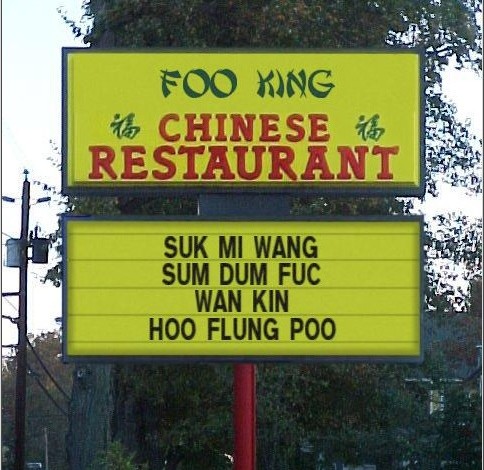 FOO KING
福 CHINESE 福
RESTAURANT
SUK MI WANG
SUM DUM FUC
WAN KIN
HOO FLUNG POO